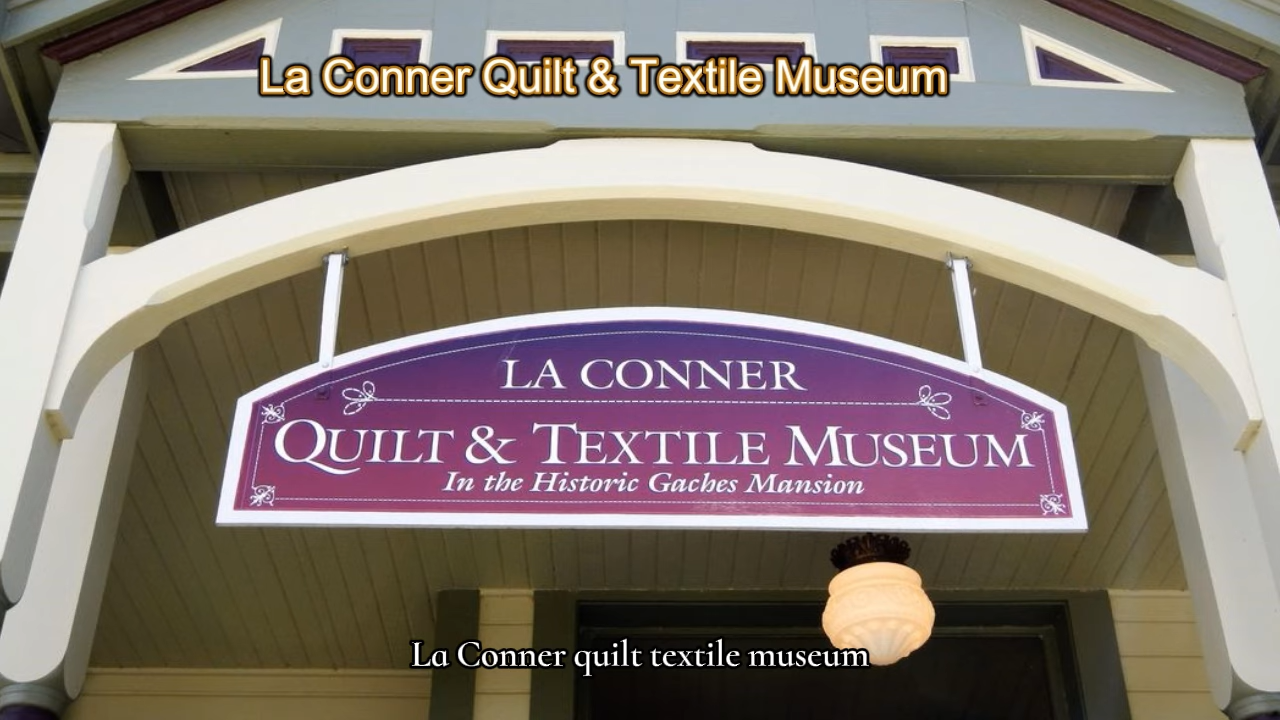 La Conner Quilt & Textile Museum
LA CONNER
QUILT & TEXTILE MUSEUM
In the Historic Gaches Mansion
La Conner quilt textile museum